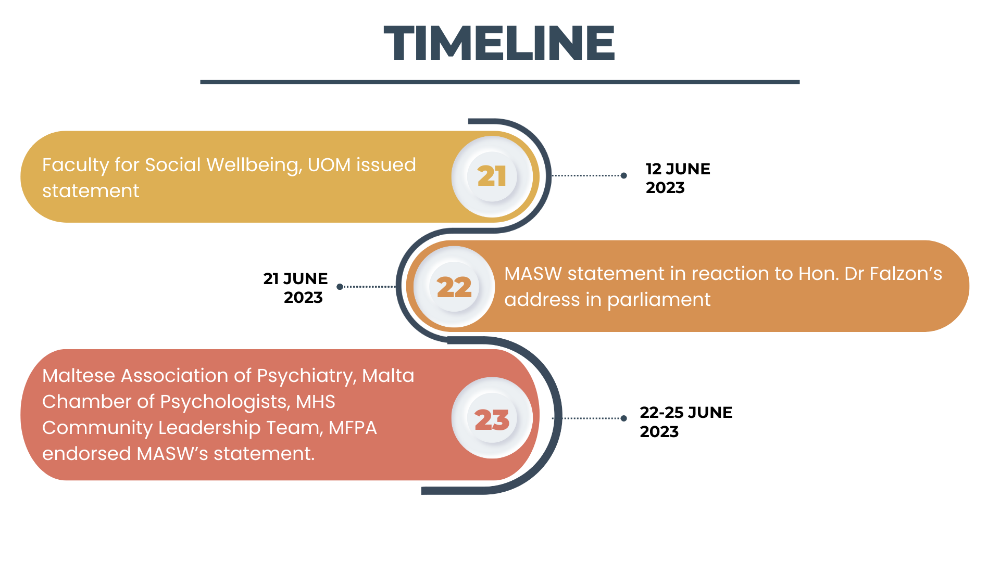 TIMELINE
Faculty for Social Wellbeing, UOM issued
statement
21
12 JUNE
2023
21 JUNE
2023
22
MASW statement in reaction to Hon. Dr Falzon’s
address in parliament
Maltese Association of Psychiatry, Malta
Chamber of Psychologists, MHS
Community Leadership Team, MFPA
endorsed MASW’s statement.
23
22-25 JUNE
2023